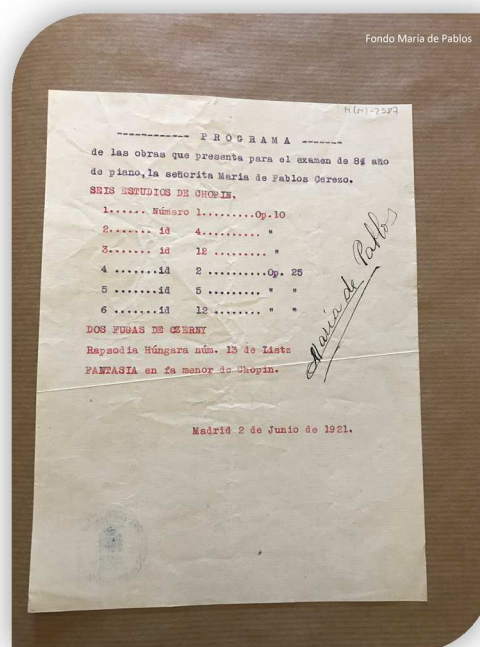 Fondo María de Pablos
M(M)-2587
------------ PROGRAMA -------
de las obras que presenta para el examen de 8º año
de piano,la señorita Maria de Pablos Cerezo.
SEIS ESTUDIOS DE CHOPIN.
1...... Número 1.........Op.10
2....... id 4......... "
3....... id 12 ......... "
4 .......id 2 .........Op. 25
5 .......id 5 ......... " "
6 .......id 12 ......... " "
DOS FUGAS DE CZERNY
Rapsodia Húngara núm. 13 de Listz
FANTASIA en fa menor de Chopin.
María de Pablos
Madrid 2 de Junio de 1921.